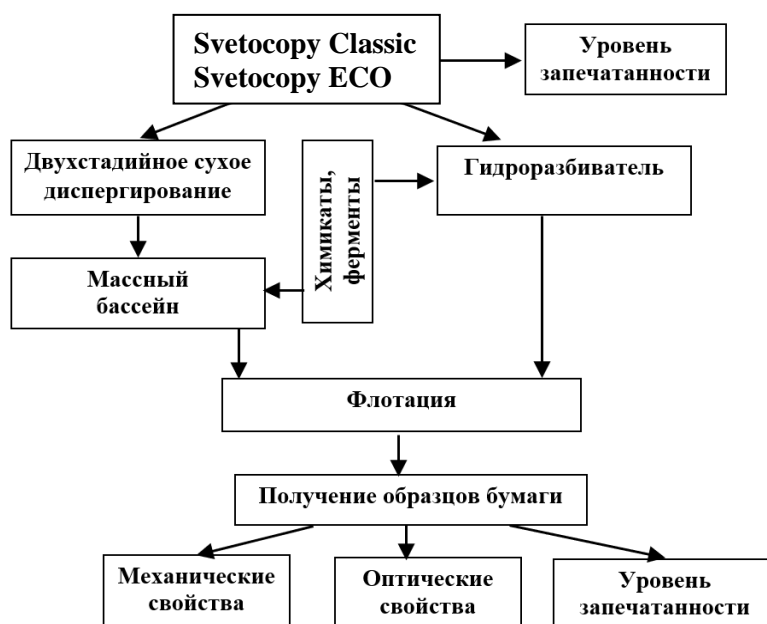 Svetocopy Classic
Svetocopy ECO
Уровень
запечатанности
Двухстадийное сухое
диспергирование
Химикаты,
ферменты
Гидроразбиватель
Массный
бассейн
Флотация
Получение образцов бумаги
Механические
свойства
Оптические
свойства
Уровень
запечатанности